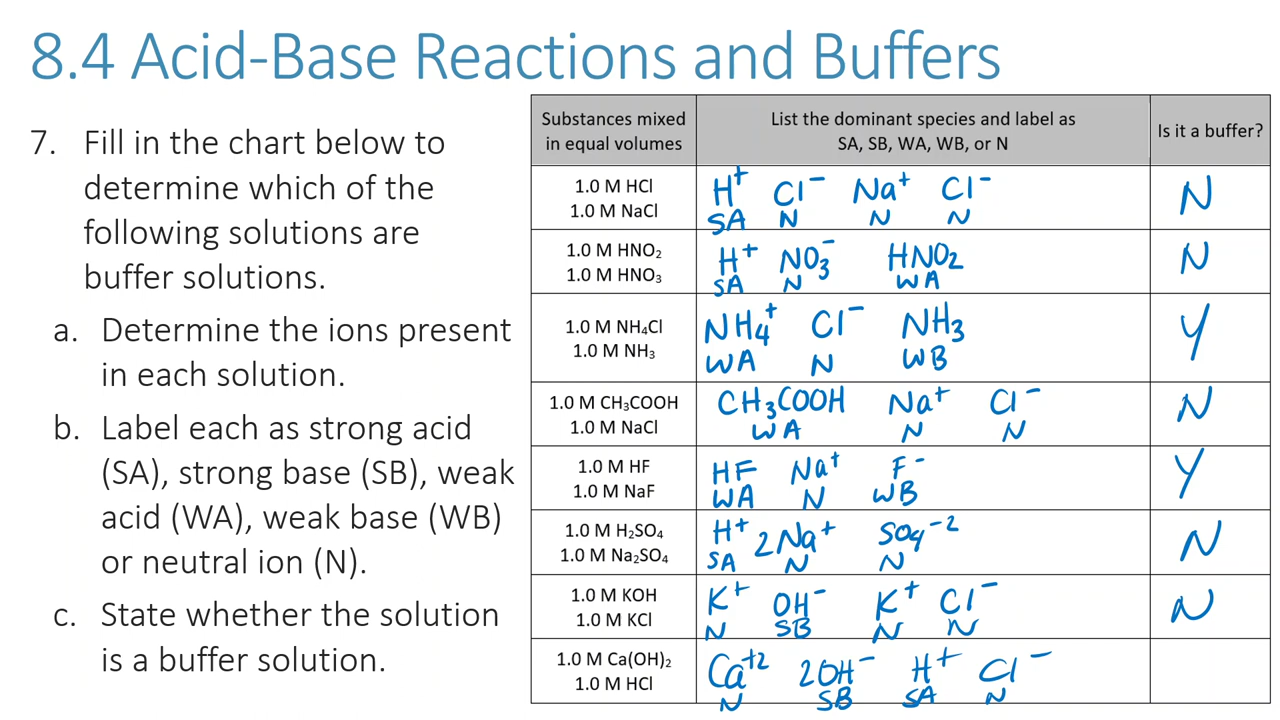 8.4 Acid-Base Reactions and Buffers
7. Fill in the chart below to
determine which of the
following solutions are
buffer solutions.
a. Determine the ions present
in each solution.
b. Label each as strong acid
(SA), strong base (SB), weak
acid (WA), weak base (WB)
or neutral ion (N).
c. State whether the solution
is a buffer solution.
Substances mixed
in equal volumes
List the dominant species and label as
SA, SB, WA, WB, or N
Is it a buffer?
1.0 M HCl
1.0 M NaCl
H⁺ Cl⁻ Na⁺ Cl⁻
SA N N N
N
1.0 M HNO₂
1.0 M HNO₃
H⁺ NO₃⁻ HNO₂
SA N WA
N
1.0 M NH₄Cl
1.0 M NH₃
NH₄⁺ Cl⁻ NH₃
WA N WB
Y
1.0 M CH₃COOH
1.0 M NaCl
CH₃COOH Na⁺ Cl⁻
WA N N
N
1.0 M HF
1.0 M NaF
HF Na⁺ F⁻
WA N WB
Y
1.0 M H₂SO₄
1.0 M Na₂SO₄
H⁺ 2Na⁺ SO₄⁻²
SA N N
N
1.0 M KOH
1.0 M KCl
K⁺ OH⁻ K⁺ Cl⁻
N SB N N
N
1.0 M Ca(OH)₂
1.0 M HCl
Ca⁺² 2OH⁻ H⁺ Cl⁻
N SB SA N